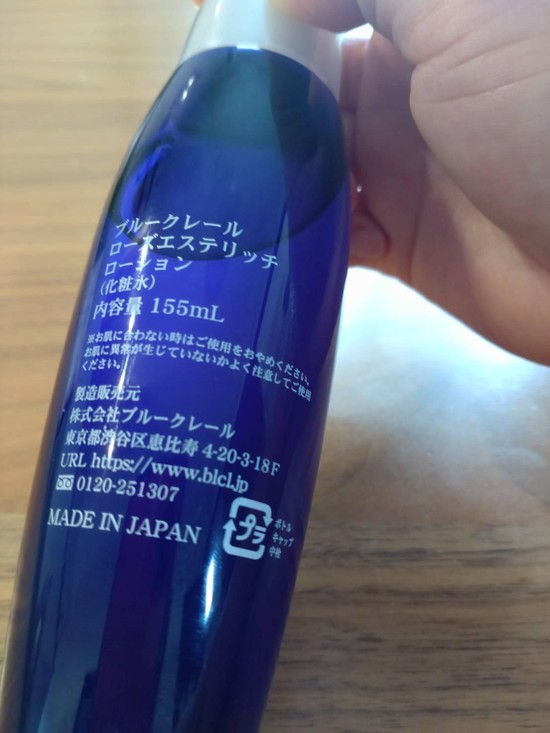 ブルークレール
ローズエステリッチ
ローション
(化粧水)
内容量 155mL
※お肌に合わない時はご使用をおやめください。
お肌に異常が生じていないかよく注意してご使用
ください。
製造販売元
株式会社ブルークレール
東京都渋谷区恵比寿 4-20-3-18F
URL https://www.blcl.jp
0120-251307
MADE IN JAPAN
プラ
ボトル
キャップ
中栓